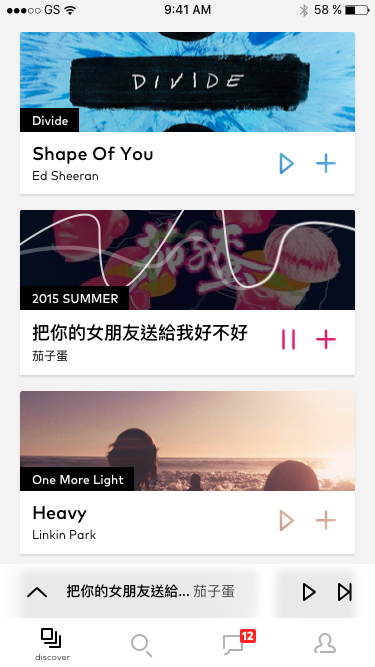 GS 9:41 AM 58 %
DIVIDE
Divide
Shape Of You
Ed Sheeran
2015 SUMMER
把你的女朋友送給我好不好
茄子蛋
One More Light
Heavy
Linkin Park
把你的女朋友送給... 茄子蛋
12
discover